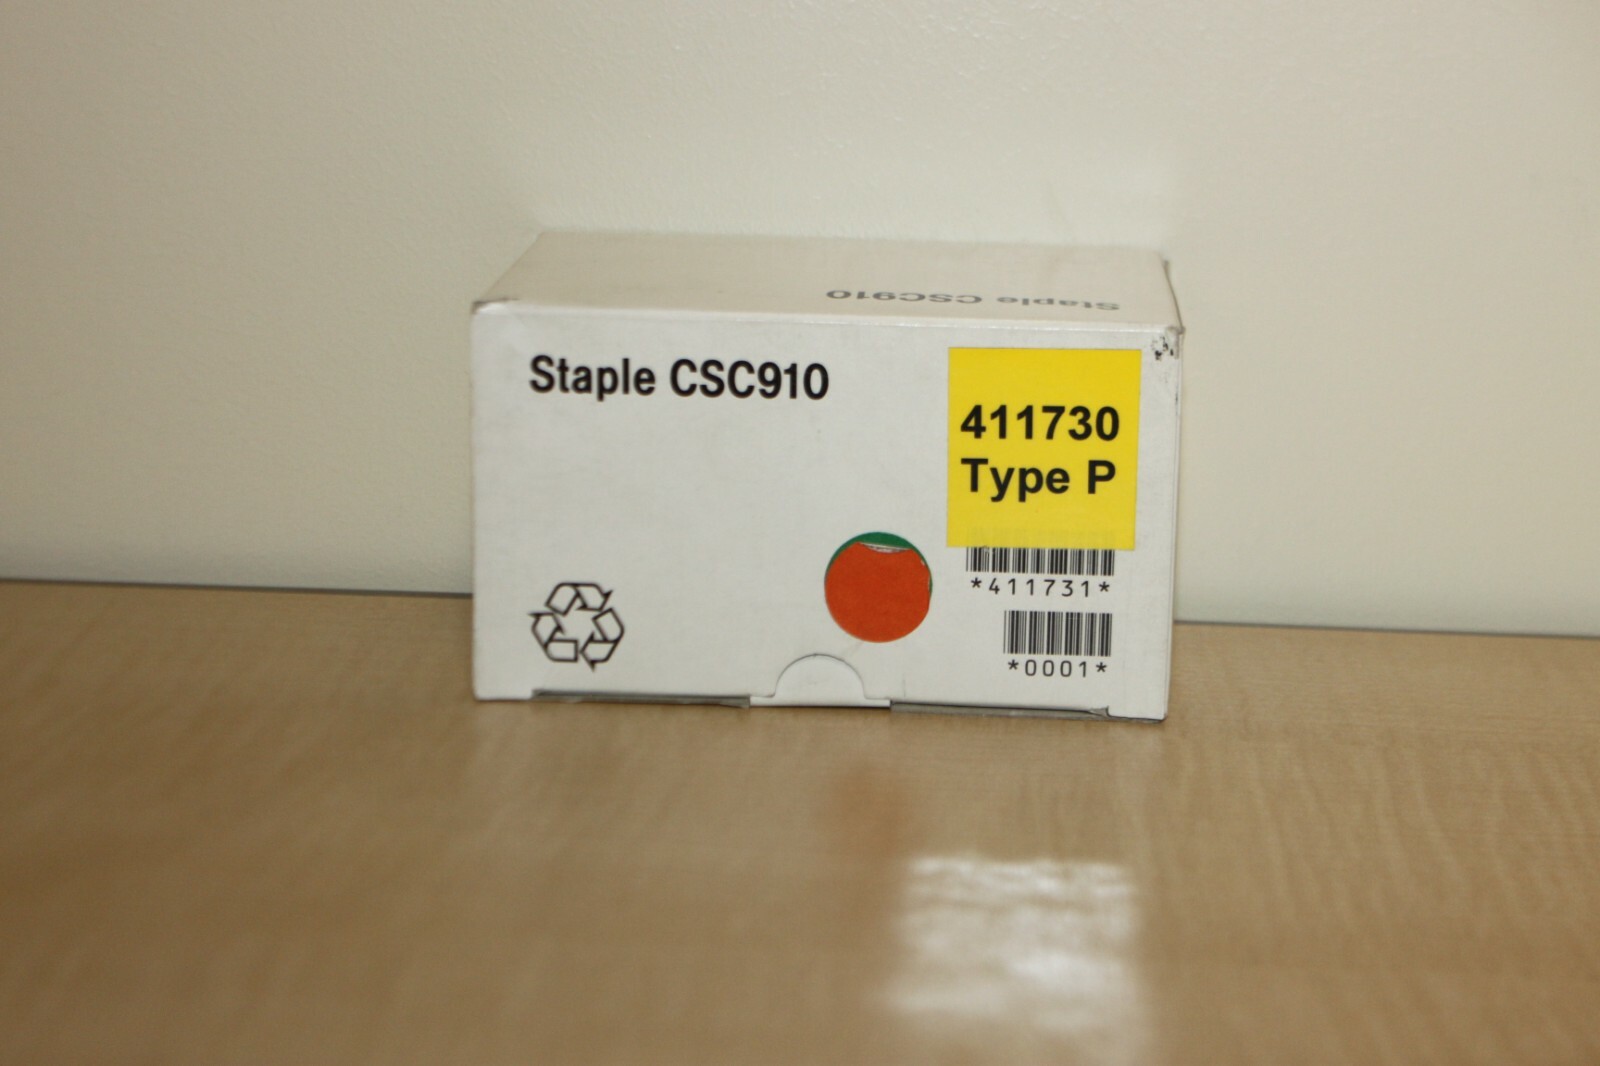 Staple CSC910
Staple CSC910
411730
Type P
*411731*
*0001*